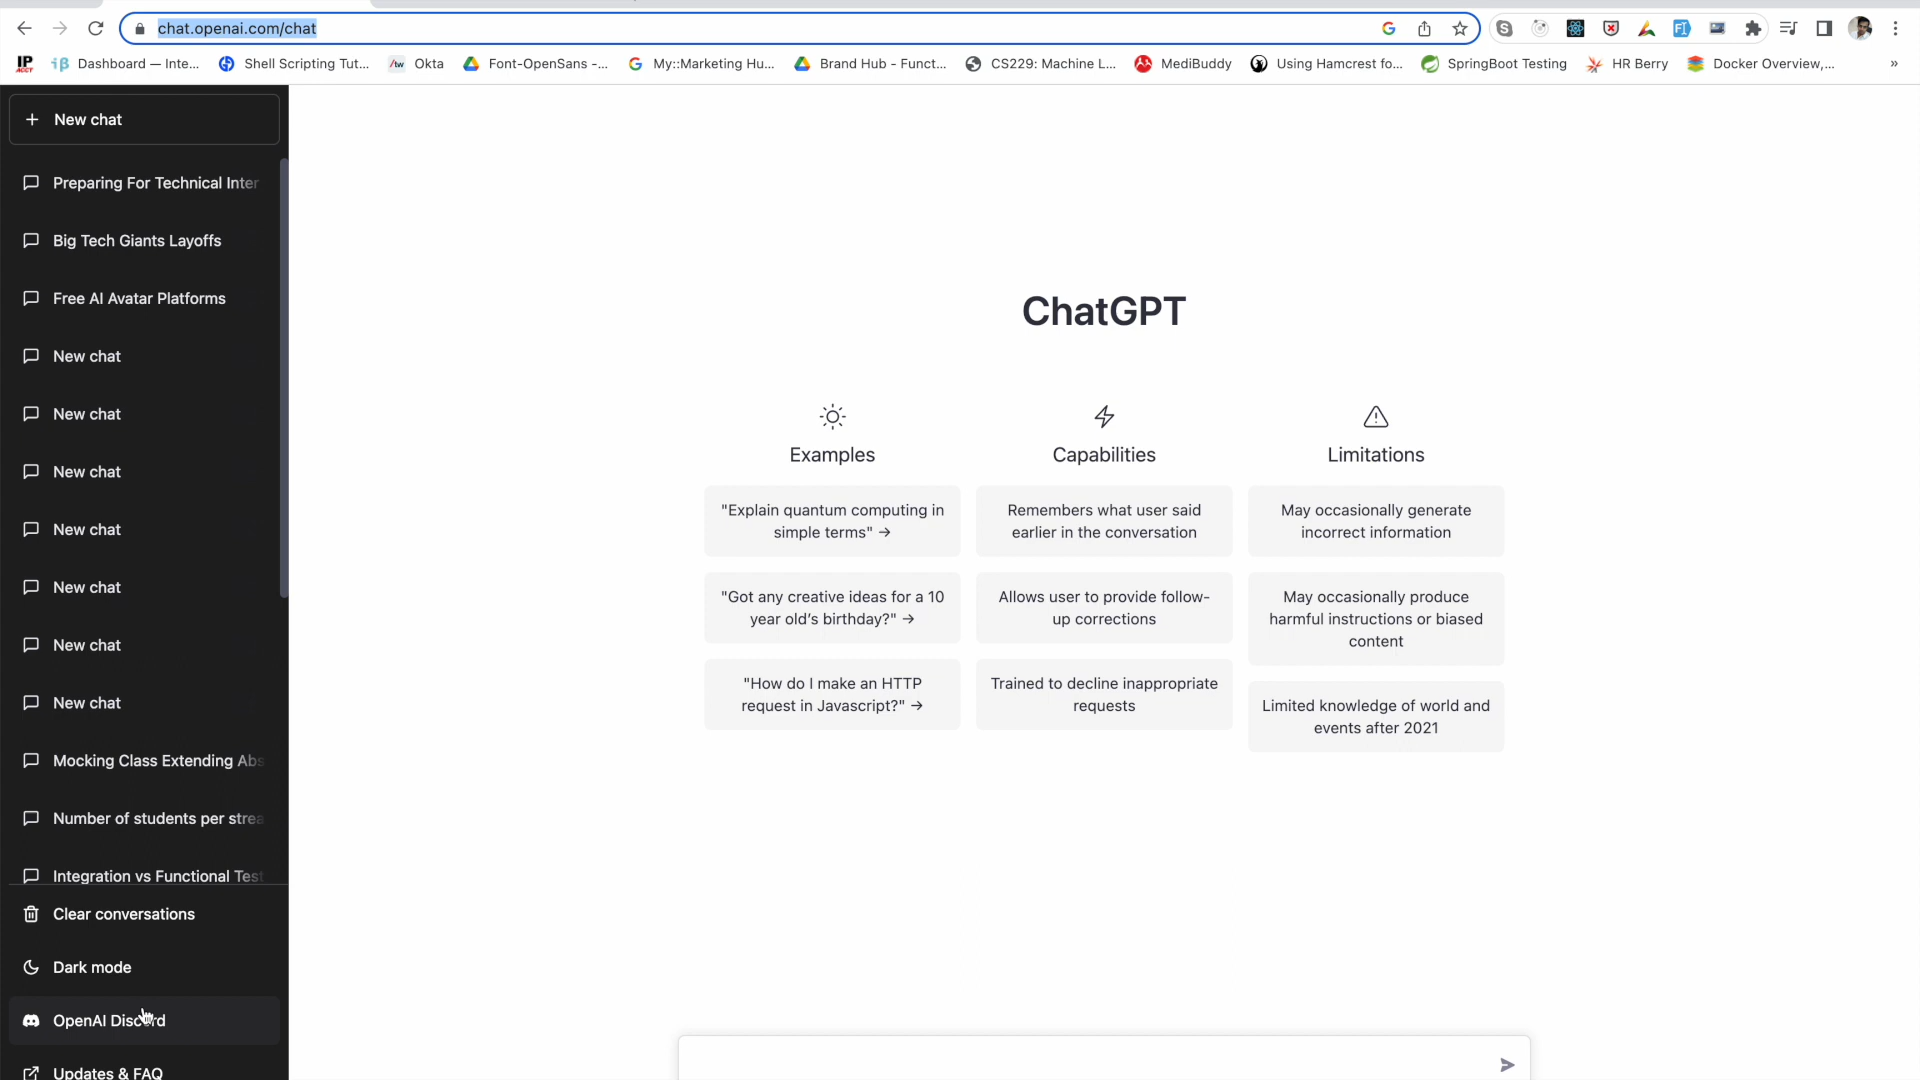 chat.openai.com/chat
IP
ACCT
iβ Dashboard — Inte...
Shell Scripting Tut...
/tw Okta
Font-OpenSans -...
My::Marketing Hu...
Brand Hub - Funct...
CS229: Machine L...
MediBuddy
Using Hamcrest fo...
SpringBoot Testing
HR Berry
Docker Overview,...
»
+ New chat
Preparing For Technical Inter
Big Tech Giants Layoffs
Free AI Avatar Platforms
New chat
New chat
New chat
New chat
New chat
New chat
New chat
Mocking Class Extending Abs
Number of students per strea
Integration vs Functional Test
Clear conversations
Dark mode
OpenAI Discord
Updates & FAQ
ChatGPT
Examples
"Explain quantum computing in
simple terms" →
"Got any creative ideas for a 10
year old's birthday?" →
"How do I make an HTTP
request in Javascript?" →
Capabilities
Remembers what user said
earlier in the conversation
Allows user to provide follow-
up corrections
Trained to decline inappropriate
requests
Limitations
May occasionally generate
incorrect information
May occasionally produce
harmful instructions or biased
content
Limited knowledge of world and
events after 2021